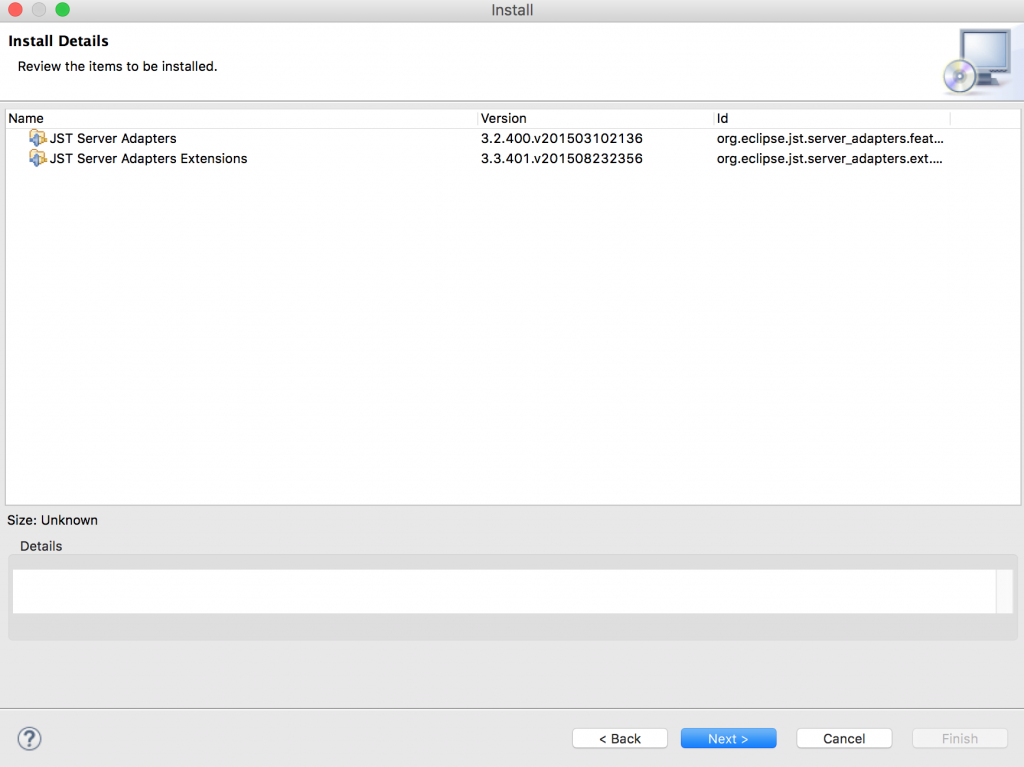 Install
Install Details
Review the items to be installed.
Name Version Id
JST Server Adapters 3.2.400.v201503102136 org.eclipse.jst.server_adapters.feat...
JST Server Adapters Extensions 3.3.401.v201508232356 org.eclipse.jst.server_adapters.ext....
Size: Unknown
Details
? < Back Next > Cancel Finish